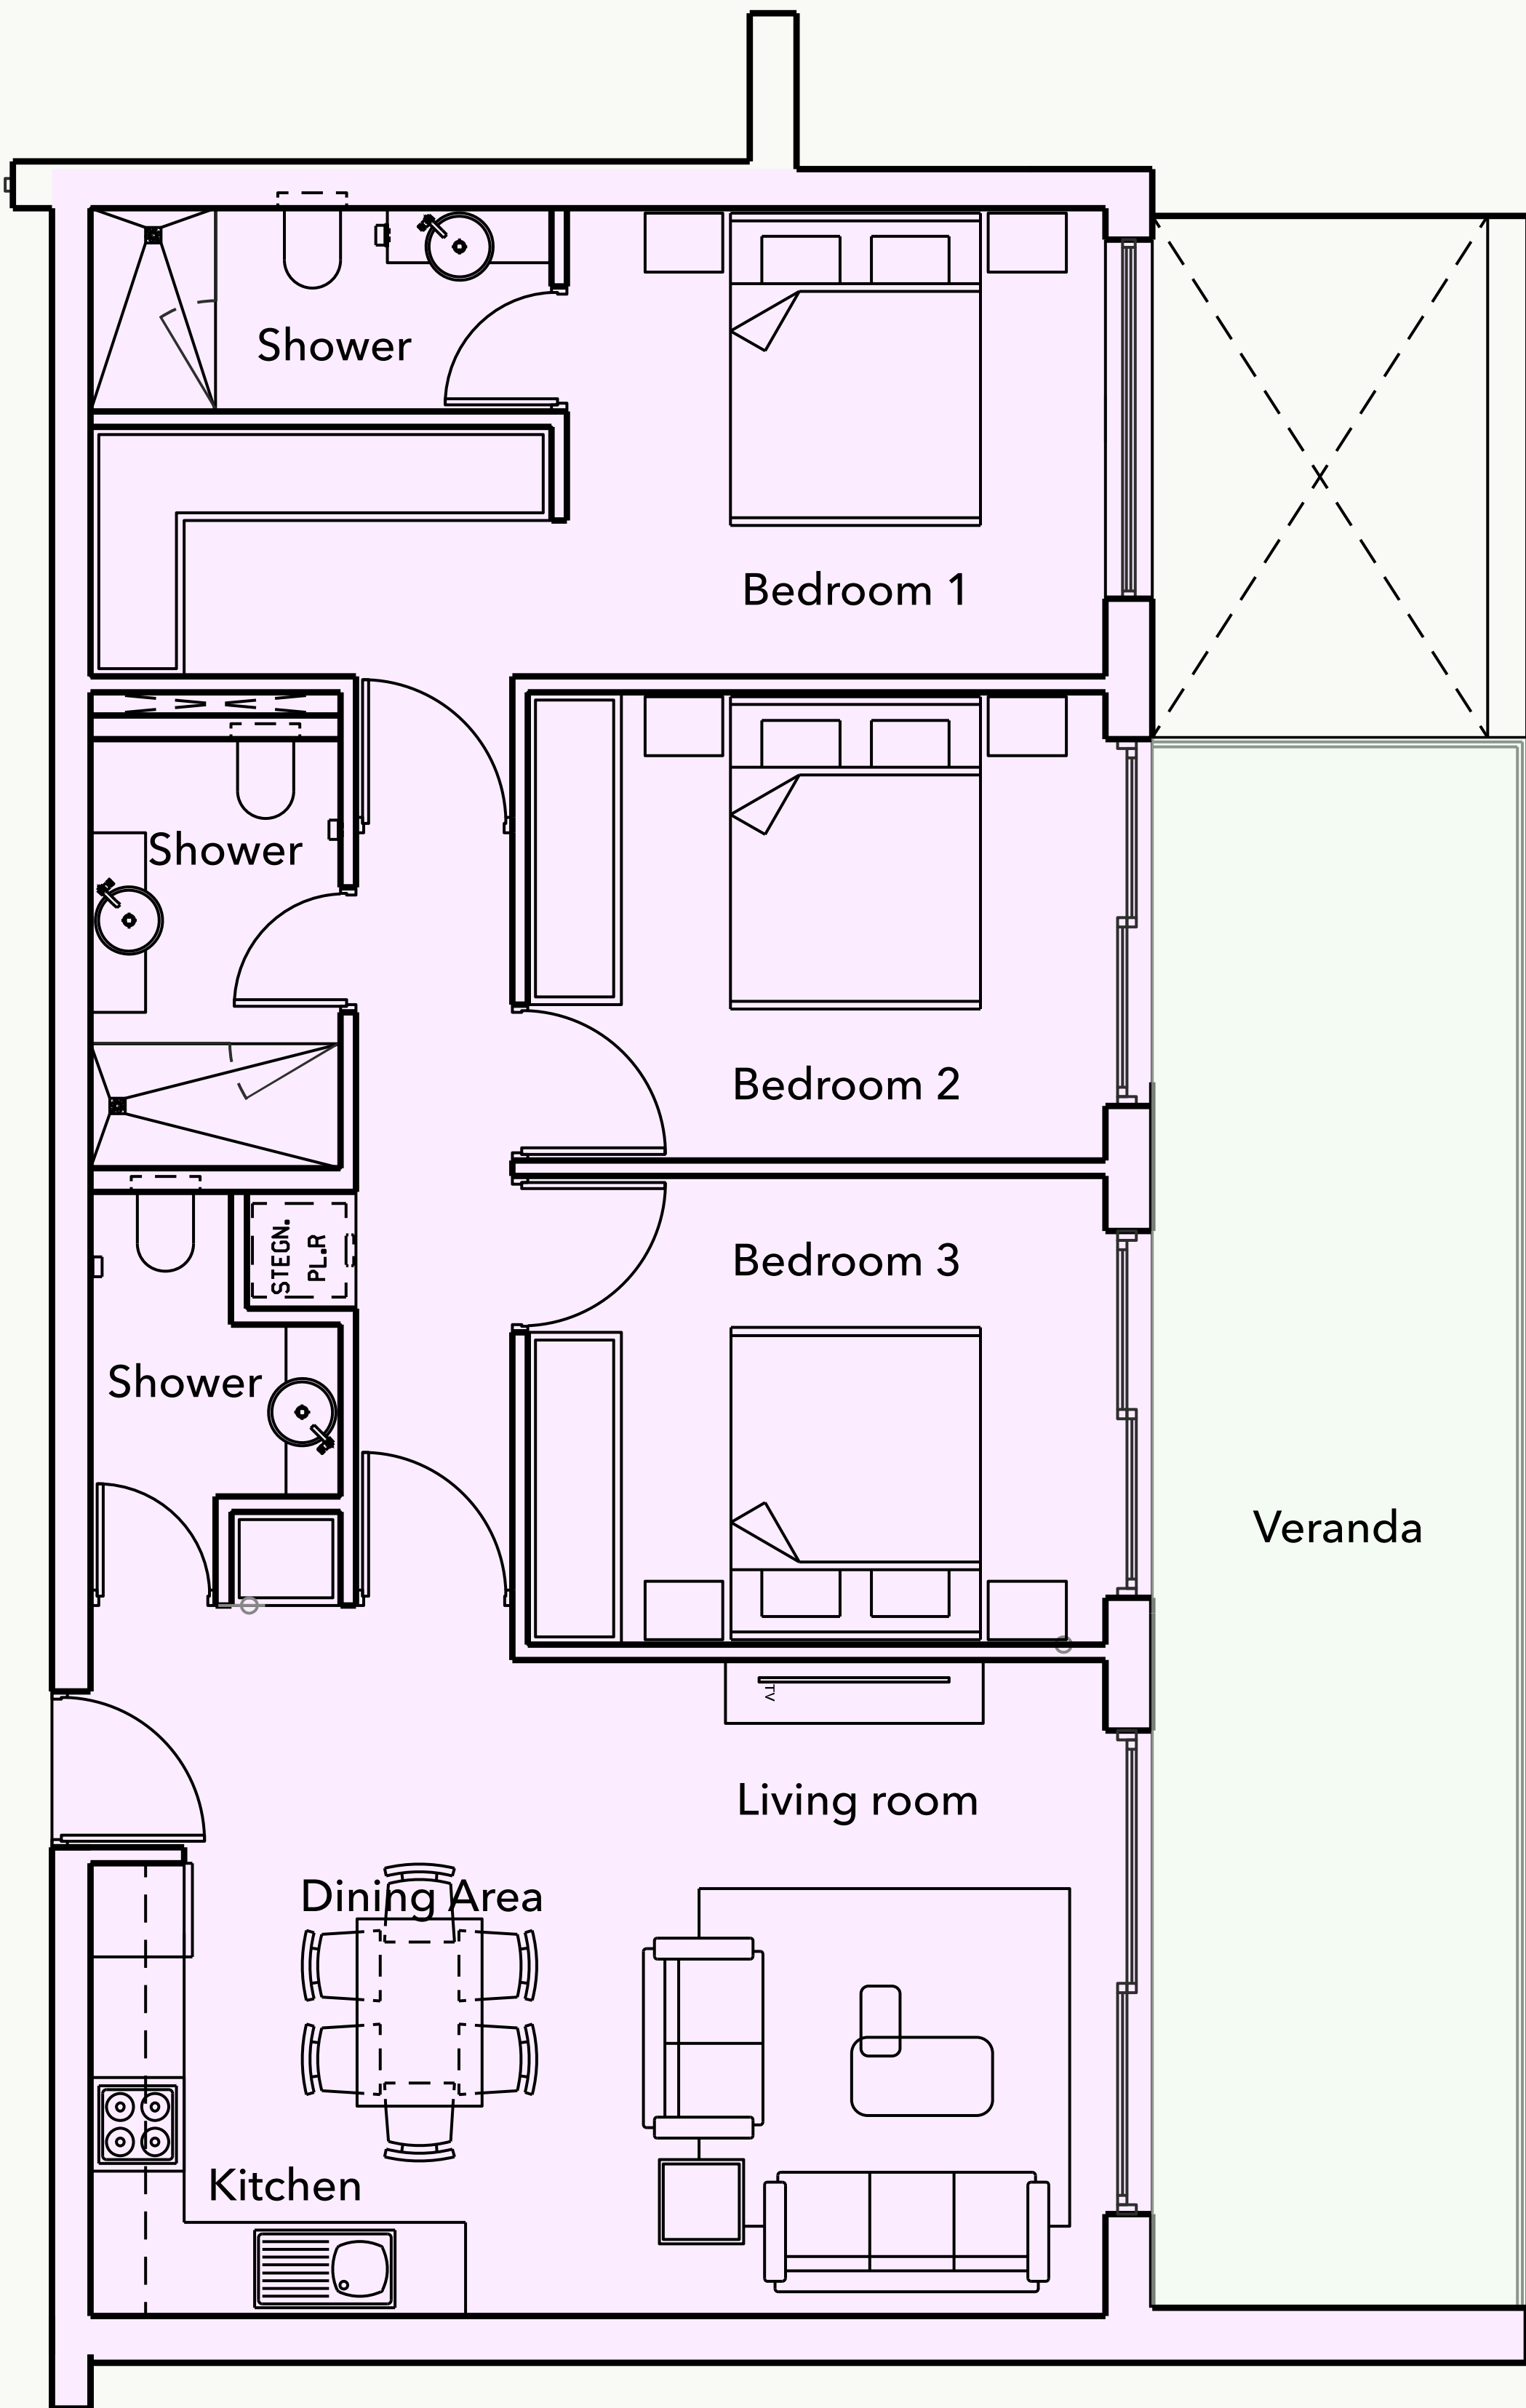 Shower
Bedroom 1
Shower
Bedroom 2
STEGN.
PL.R
Bedroom 3
Shower
Veranda
TV
Living room
Dining Area
Kitchen